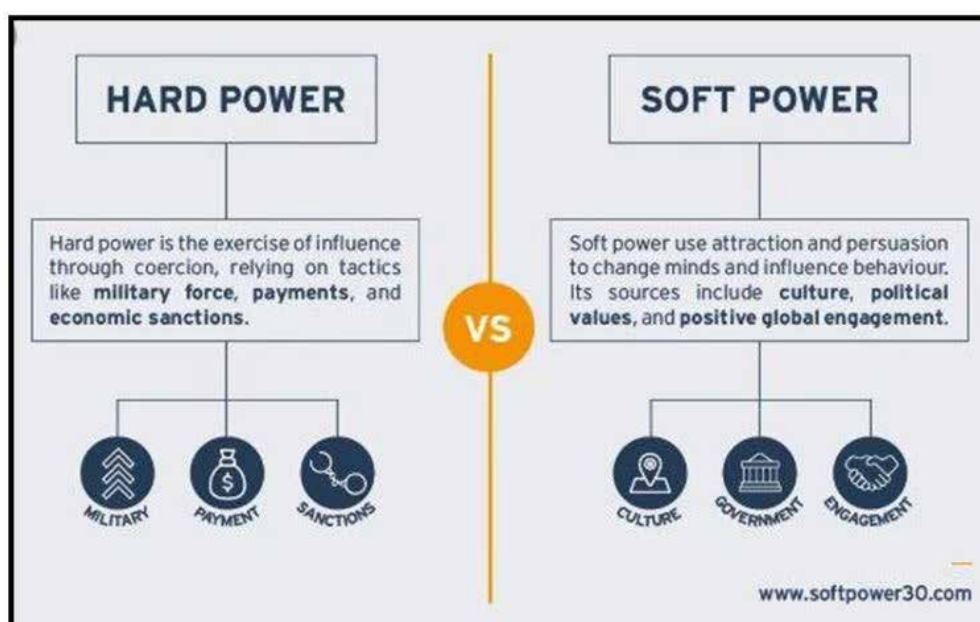 HARD POWER
Hard power is the exercise of influence
through coercion, relying on tactics
like military force, payments, and
economic sanctions.
MILITARY
PAYMENT
$
SANCTIONS
VS
SOFT POWER
Soft power use attraction and persuasion
to change minds and influence behaviour.
Its sources include culture, political
values, and positive global engagement.
CULTURE
GOVERNMENT
ENGAGEMENT
www.softpower30.com